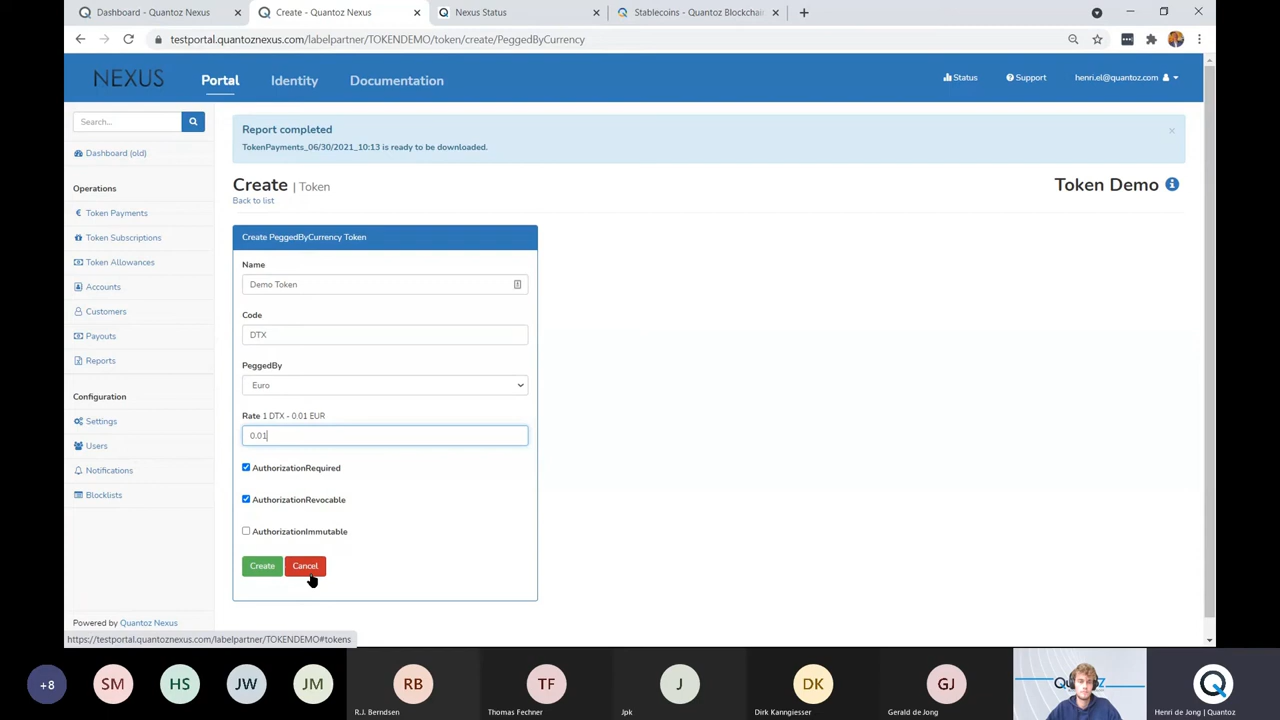 Dashboard - Quantoz Nexus
Create - Quantoz Nexus
Nexus Status
Stablecoins - Quantoz Blockchai
testportal.quantoznexus.com/labelpartner/TOKENDEMO/token/create/PeggedByCurrency
NEXUS
Portal
Identity
Documentation
Status
Support
henri.el@quantoz.com
Search...
Dashboard (old)
Operations
Token Payments
Token Subscriptions
Token Allowances
Accounts
Customers
Payouts
Reports
Configuration
Settings
Users
Notifications
Blocklists
Powered by Quantoz Nexus
Report completed
TokenPayments_06/30/2021_10:13 is ready to be downloaded.
Create | Token
Back to list
Token Demo
Create PeggedByCurrency Token
Name
Demo Token
Code
DTX
PeggedBy
Euro
Rate 1 DTX - 0.01 EUR
0.01
AuthorizationRequired
AuthorizationRevocable
AuthorizationImmutable
Create
Cancel
https://testportal.quantoznexus.com/labelpartner/TOKENDEMO#tokens
+8
SM
HS
JW
JM
RB
R.J. Berndsen
TF
Thomas Fechner
J
Jpk
DK
Dirk Kanngiesser
GJ
Gerald de Jong
Henri de Jong | Quantoz